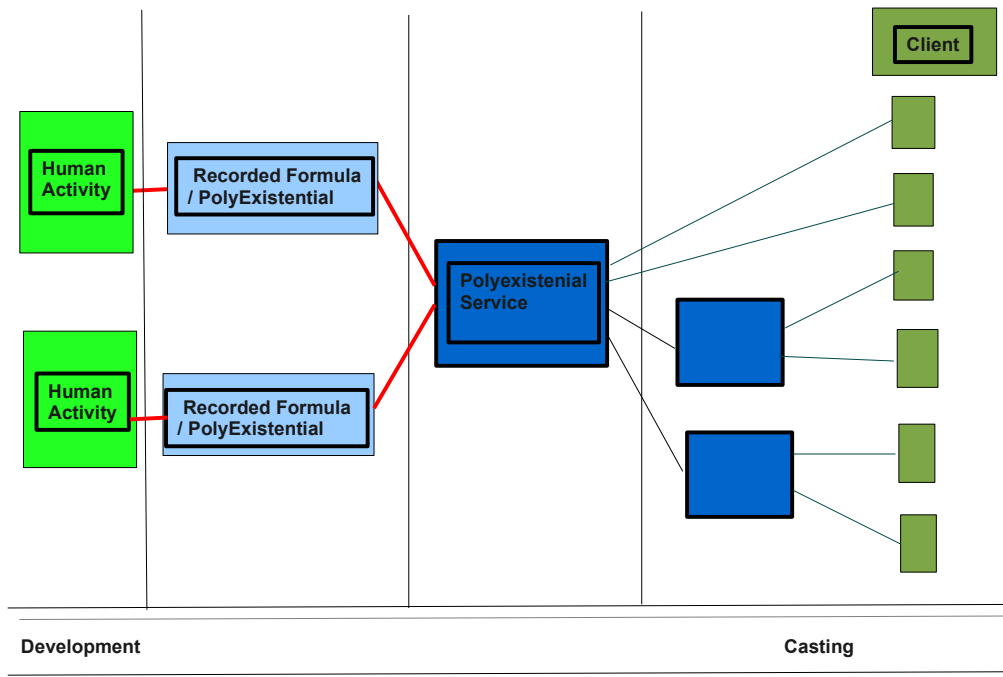 Client
Human
Activity
Recorded Formula
/ PolyExistential
Polyexistenial
Service
Human
Activity
Recorded Formula
/ PolyExistential
Development
Casting